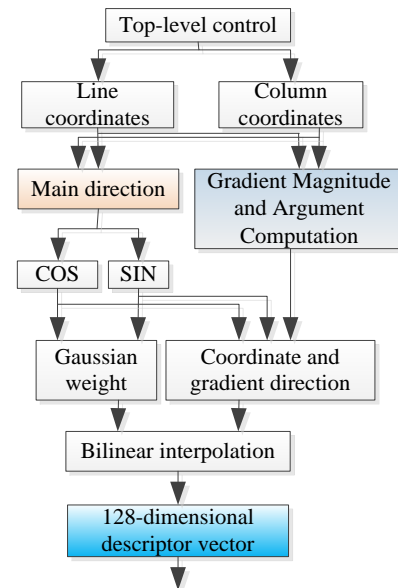 Top-level control
Line
coordinates
Column
coordinates
Main direction
Gradient Magnitude
and Argument
Computation
COS
SIN
Gaussian
weight
Coordinate and
gradient direction
Bilinear interpolation
128-dimensional
descriptor vector